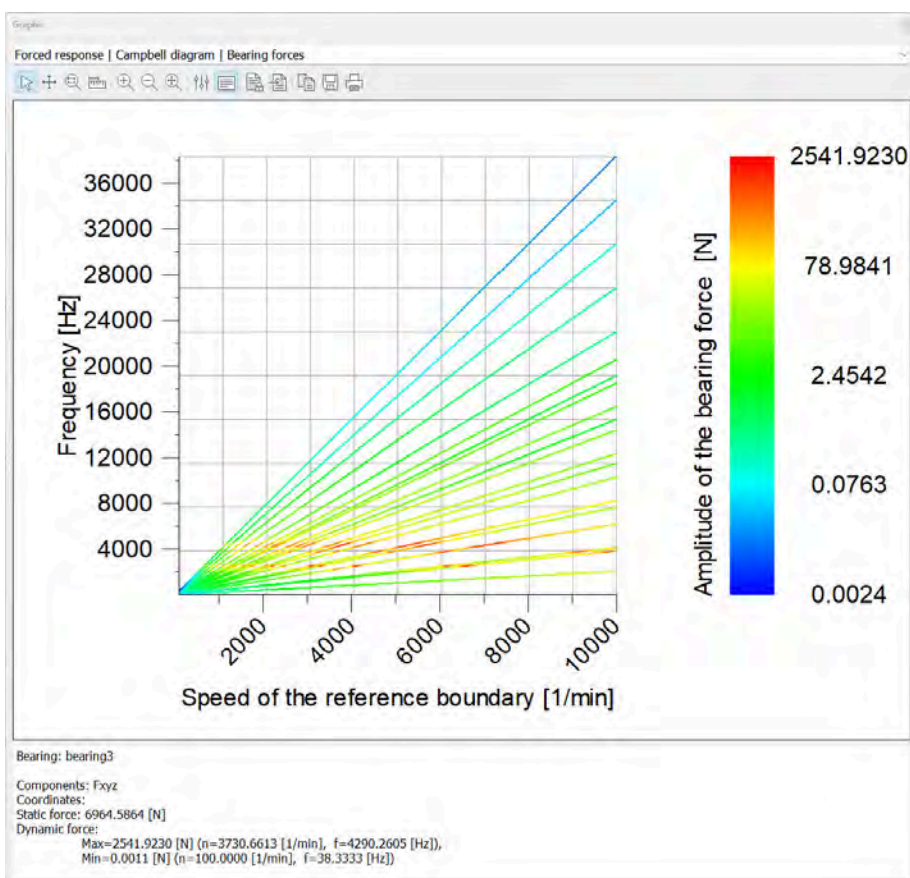 Graphic
Forced response | Campbell diagram | Bearing forces
36000
32000
28000
24000
20000
16000
12000
8000
4000
Frequency [Hz]
2000
4000
6000
8000
10000
Speed of the reference boundary [1/min]
Amplitude of the bearing force [N]
2541.9230
78.9841
2.4542
0.0763
0.0024
Bearing: bearing3
Components: Fxyz
Coordinates:
Static force: 6964.5864 [N]
Dynamic force:
Max=2541.9230 [N] (n=3730.6613 [1/min], f=4290.2605 [Hz]),
Min=0.0011 [N] (n=100.0000 [1/min], f=38.3333 [Hz])